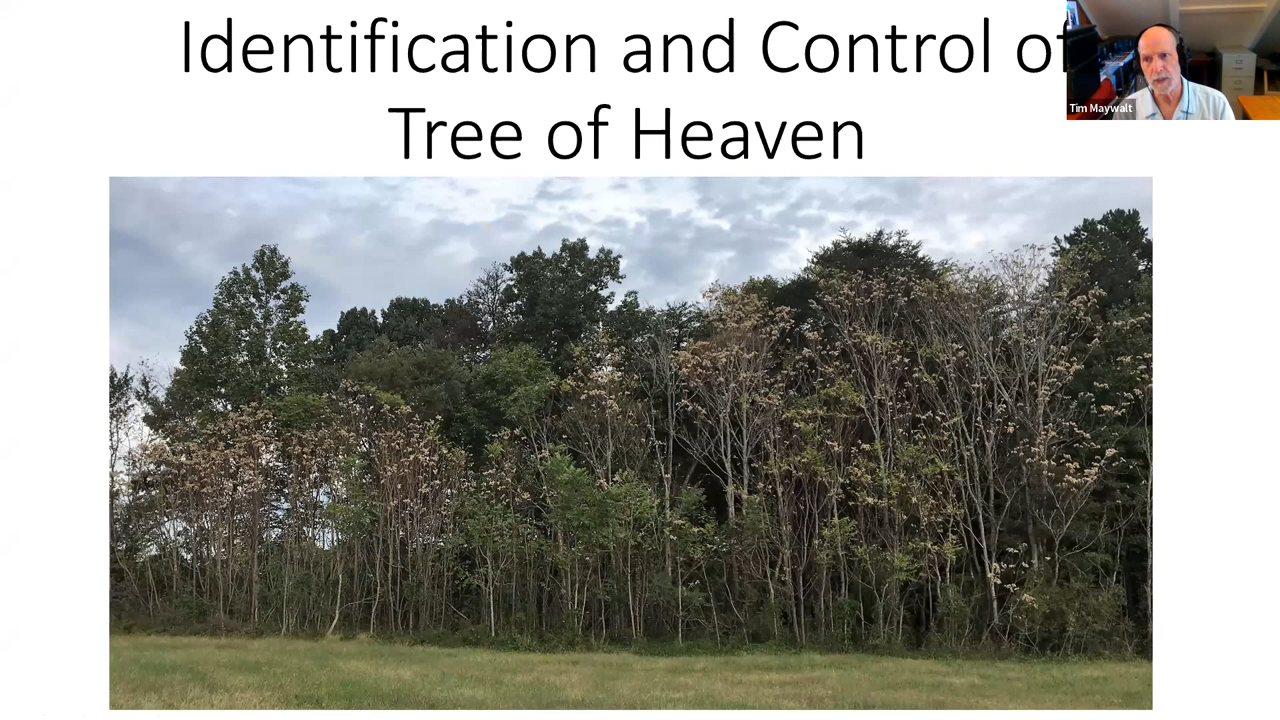 Identification and Control of
Tree of Heaven
Tim Maywalt